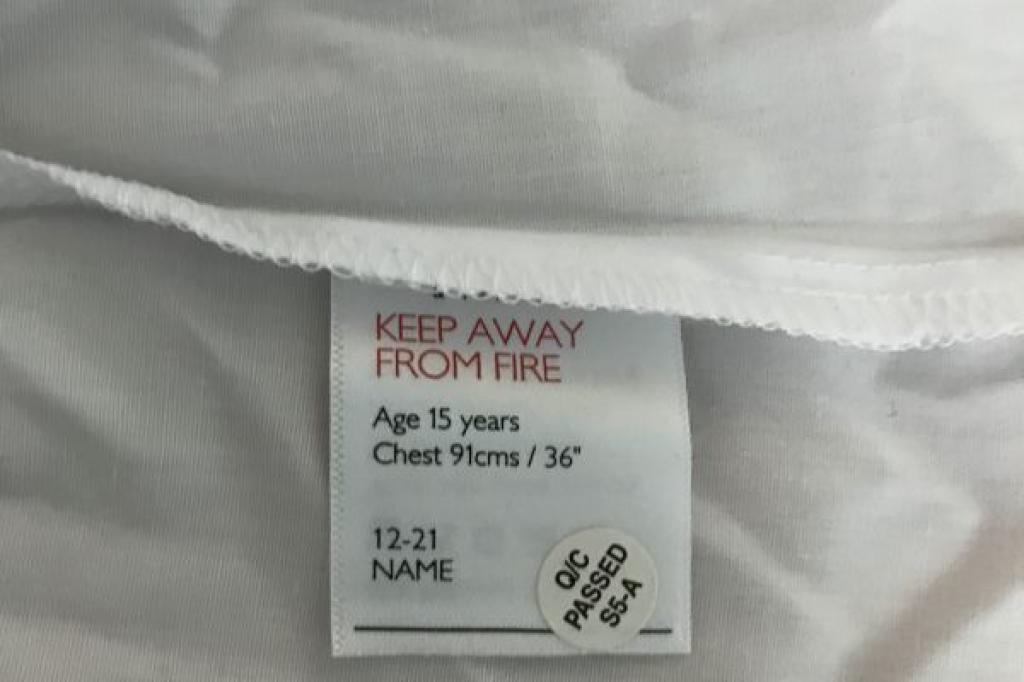 KEEP AWAY
FROM FIRE
Age 15 years
Chest 91cms / 36"
12-21
NAME
Q/C
PASSED
S5-A